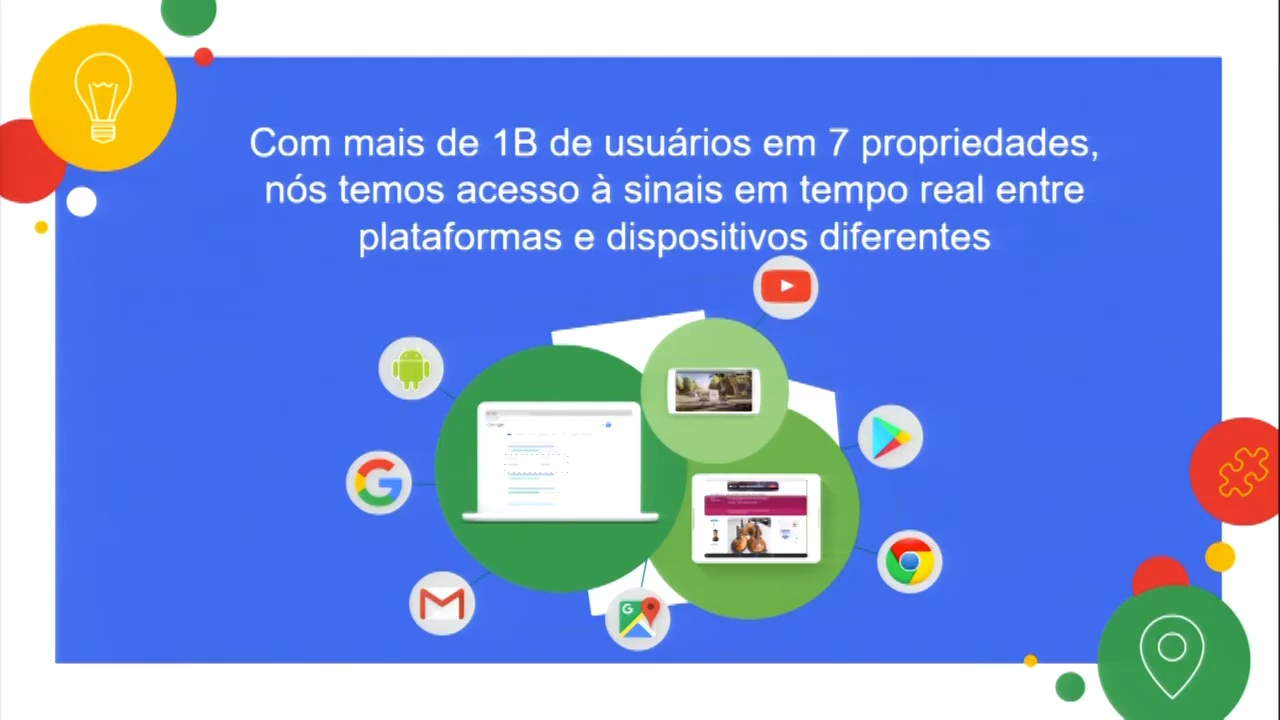 Com mais de 1B de usuários em 7 propriedades,
nós temos acesso à sinais em tempo real entre
plataformas e dispositivos diferentes